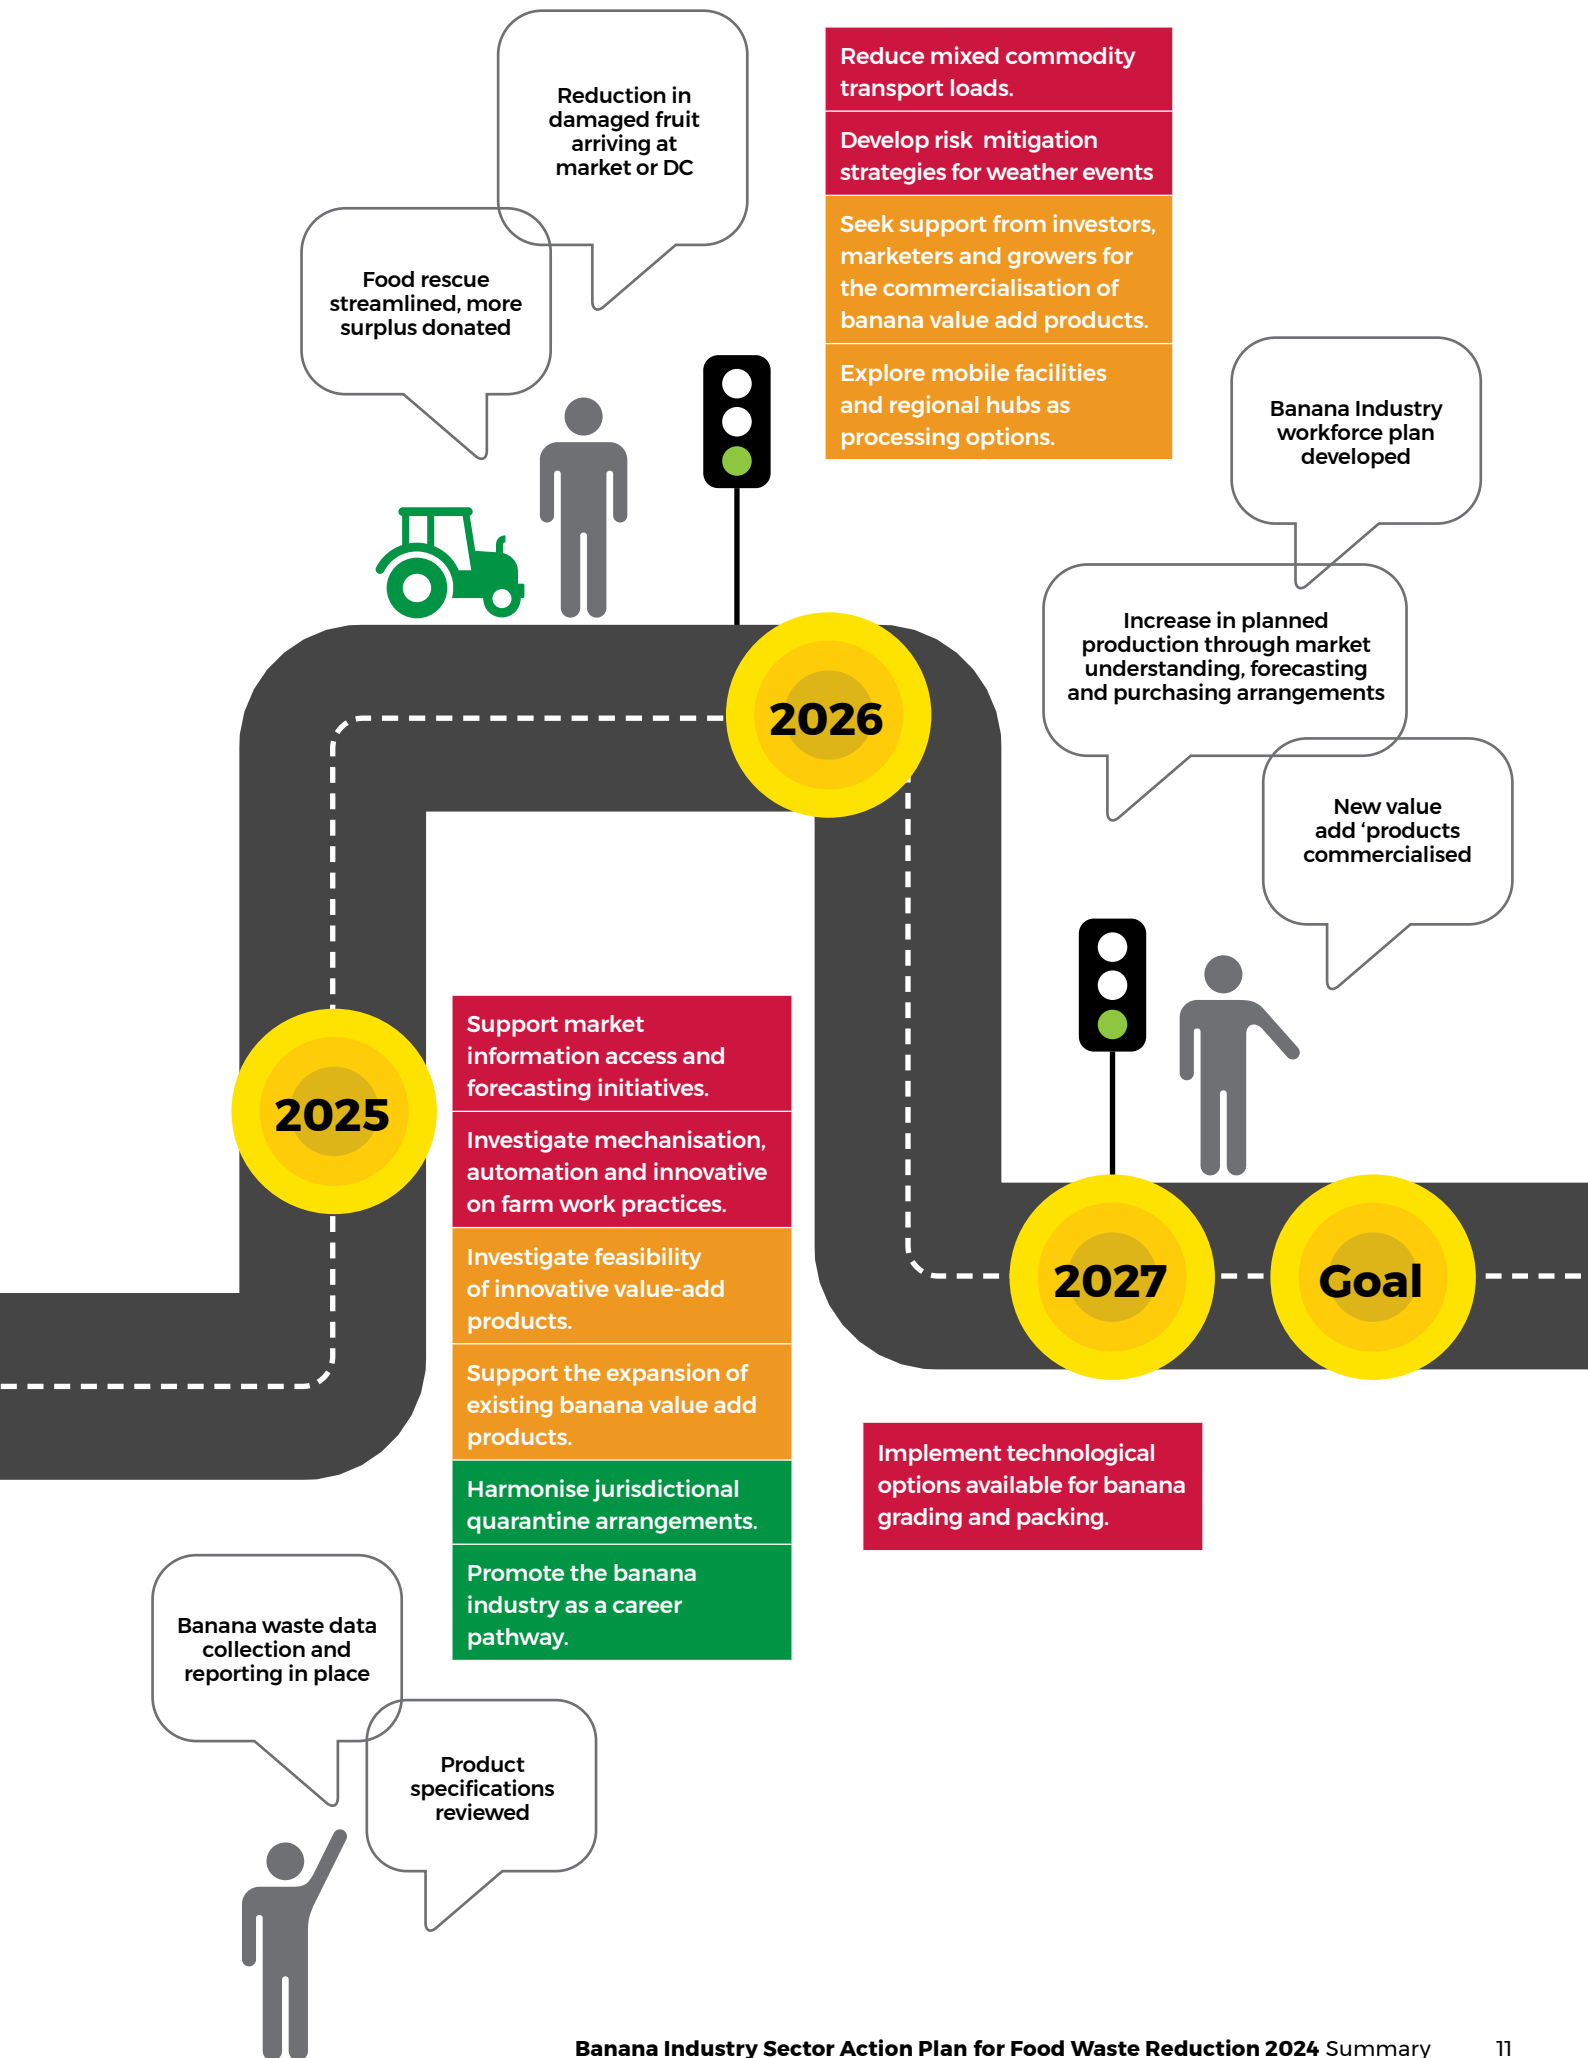 Reduction in
damaged fruit
arriving at
market or DC
Food rescue
streamlined, more
surplus donated
Reduce mixed commodity
transport loads.
Develop risk mitigation
strategies for weather events
Seek support from investors,
marketers and growers for
the commercialisation of
banana value add products.
Explore mobile facilities
and regional hubs as
processing options.
Banana Industry
workforce plan
developed
Increase in planned
production through market
understanding, forecasting
and purchasing arrangements
New value
add ‘products
commercialised
2026
2025
Support market
information access and
forecasting initiatives.
Investigate mechanisation,
automation and innovative
on farm work practices.
Investigate feasibility
of innovative value-add
products.
Support the expansion of
existing banana value add
products.
Harmonise jurisdictional
quarantine arrangements.
Promote the banana
industry as a career
pathway.
2027
Goal
Implement technological
options available for banana
grading and packing.
Banana waste data
collection and
reporting in place
Product
specifications
reviewed
Banana Industry Sector Action Plan for Food Waste Reduction 2024 Summary 11